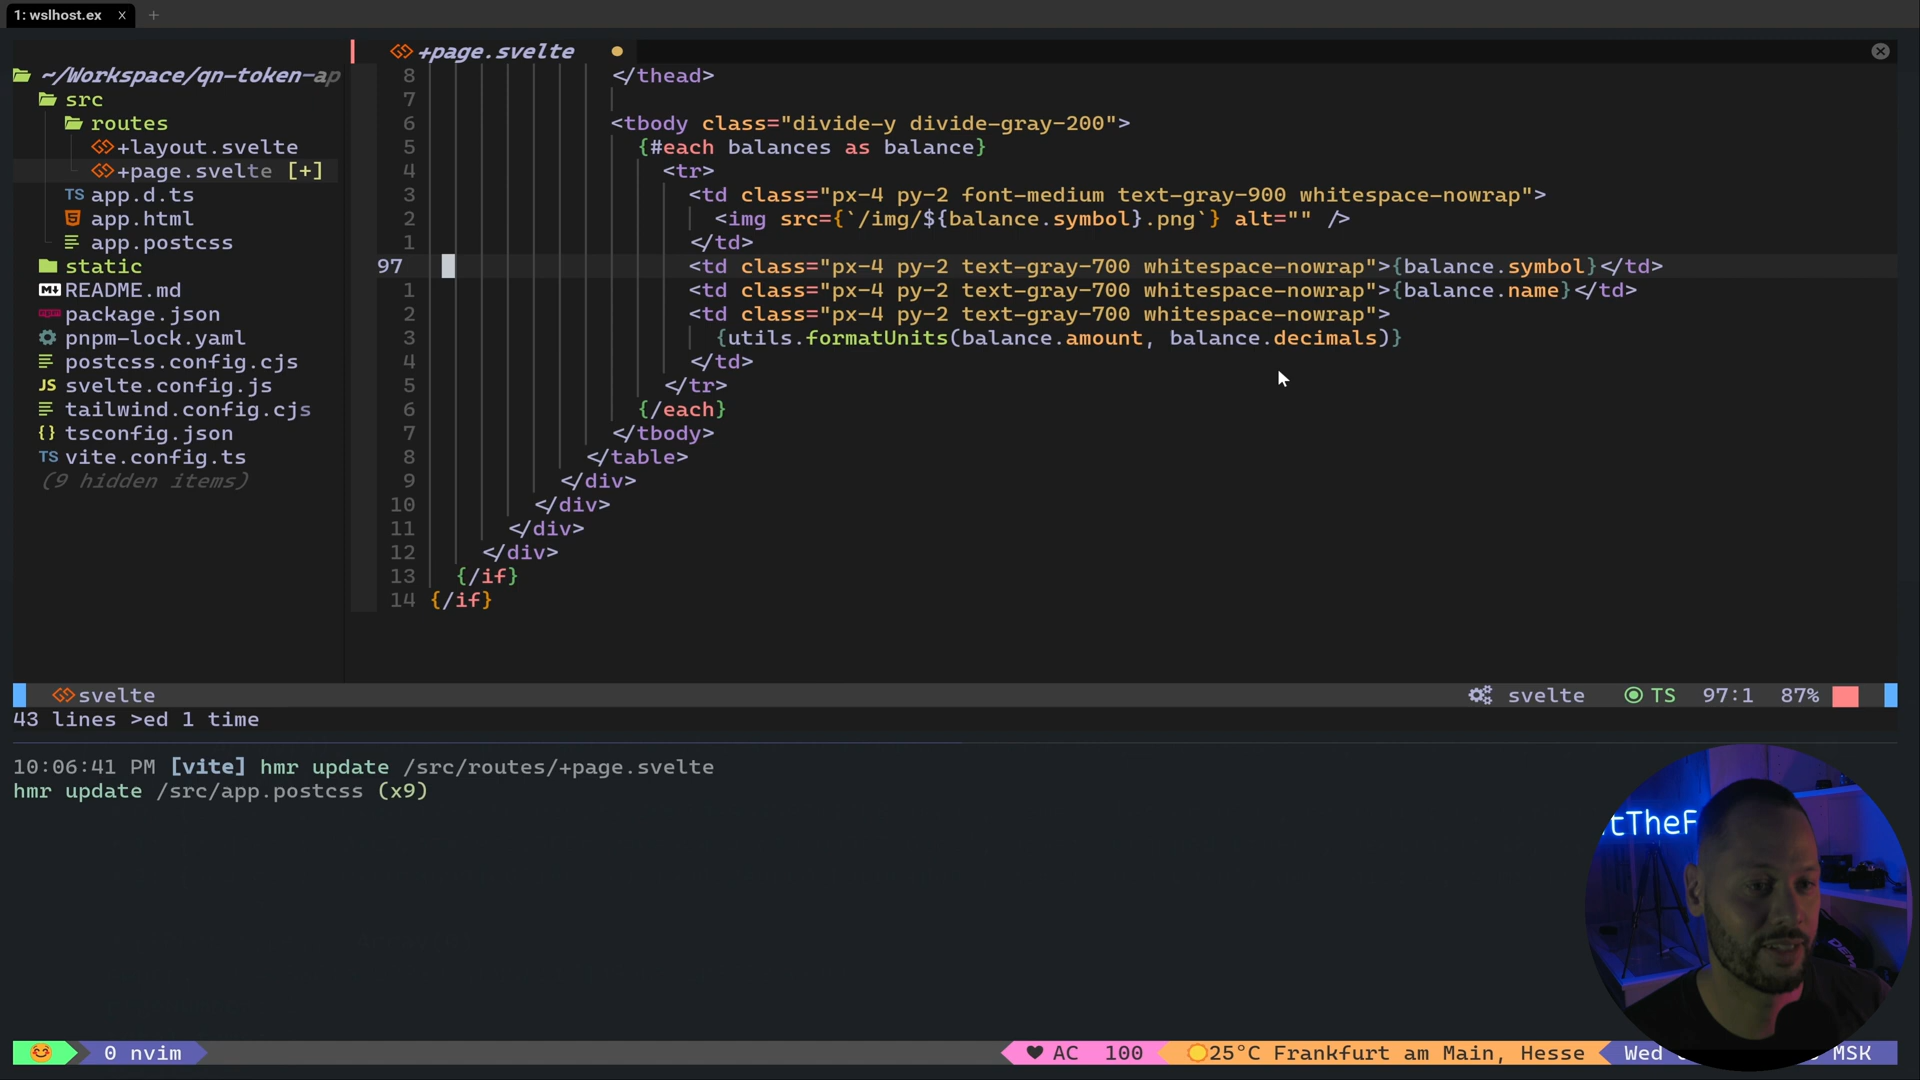 1: wslhost.ex x +
+page.svelte
~/Workspace/qn-token-ap
src
routes
+layout.svelte
+page.svelte [+]
TS app.d.ts
app.html
app.postcss
static
README.md
package.json
pnpm-lock.yaml
postcss.config.cjs
JS svelte.config.js
tailwind.config.cjs
{} tsconfig.json
TS vite.config.ts
(9 hidden items)
8 </thead>
7
6 <tbody class="divide-y divide-gray-200">
5 {#each balances as balance}
4 <tr>
3 <td class="px-4 py-2 font-medium text-gray-900 whitespace-nowrap">
2 <img src={`/img/${balance.symbol}.png`} alt="" />
1 </td>
97 <td class="px-4 py-2 text-gray-700 whitespace-nowrap">{balance.symbol}</td>
1 <td class="px-4 py-2 text-gray-700 whitespace-nowrap">{balance.name}</td>
2 <td class="px-4 py-2 text-gray-700 whitespace-nowrap">
3 {utils.formatUnits(balance.amount, balance.decimals)}
4 </td>
5 </tr>
6 {/each}
7 </tbody>
8 </table>
9 </div>
10 </div>
11 </div>
12 </div>
13 {/if}
14 {/if}
svelte svelte TS 97:1 87%
43 lines >ed 1 time
10:06:41 PM [vite] hmr update /src/routes/+page.svelte
hmr update /src/app.postcss (x9)
tTheF
0 nvim AC 100 25°C Frankfurt am Main, Hesse Wed MSK